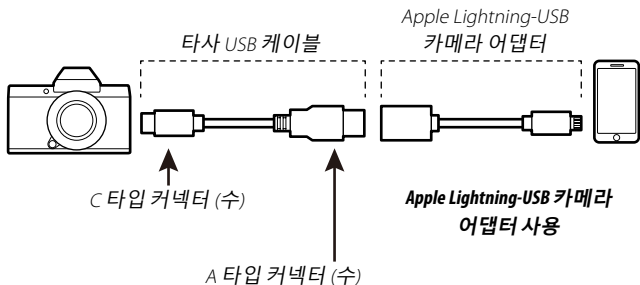 타사 USB 케이블
Apple Lightning-USB
카메라 어댑터
C 타입 커넥터 (수)
Apple Lightning-USB 카메라
어댑터 사용
A 타입 커넥터 (수)